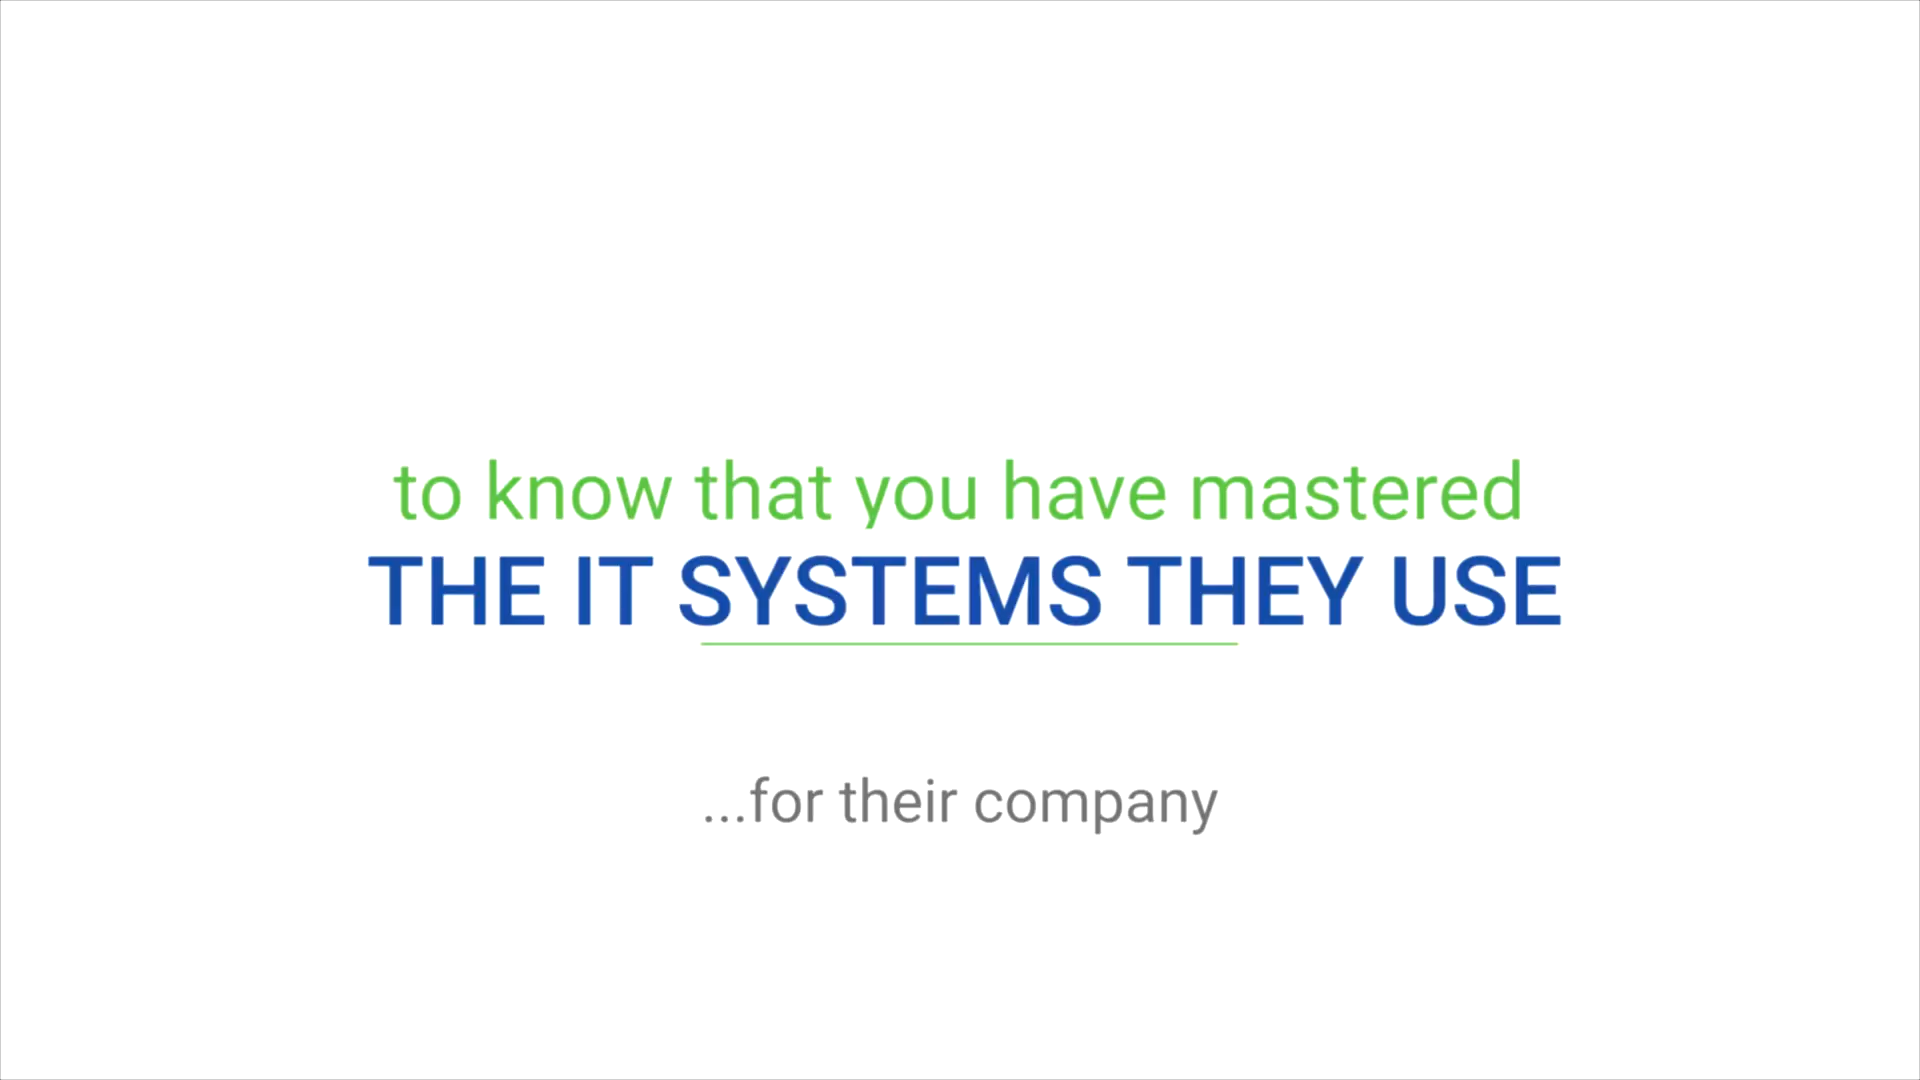 to know that you have mastered
THE IT SYSTEMS THEY USE
...for their company